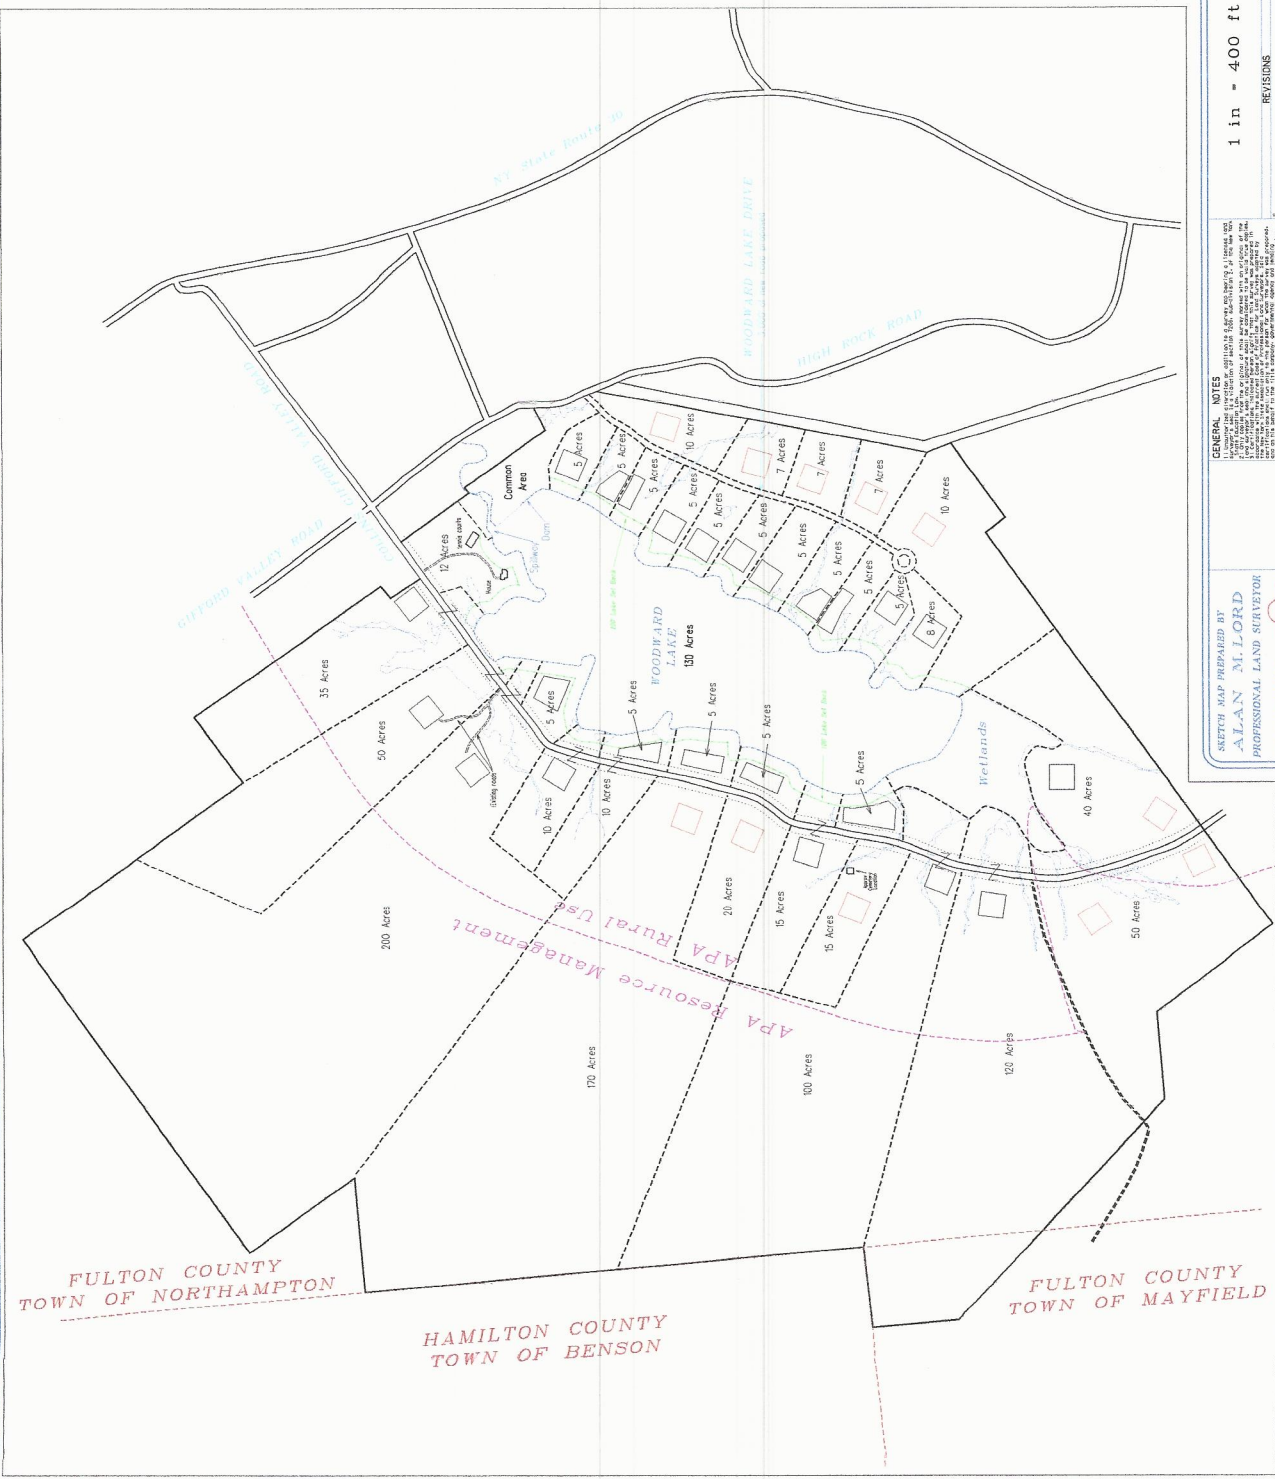 NY State Route 30
WOODWARD LAKE DRIVE
HIGH ROCK ROAD
COLLINS GIFFORD VALLEY ROAD
GIFFORD VALLEY ROAD
Common
Area
12 Acres
Tennis courts
House
Spillway
Dam
5 Acres
5 Acres
5 Acres
5 Acres
5 Acres
5 Acres
5 Acres
5 Acres
5 Acres
5 Acres
8 Acres
10 Acres
7 Acres
7 Acres
7 Acres
10 Acres
WOODWARD
LAKE
130 Acres
35 Acres
50 Acres
Existing roads
5 Acres
5 Acres
5 Acres
5 Acres
5 Acres
10 Acres
10 Acres
Wetlands
40 Acres
200 Acres
20 Acres
15 Acres
15 Acres
50 Acres
APA Rural Use
APA Resource Management
170 Acres
100 Acres
120 Acres
FULTON COUNTY
TOWN OF NORTHAMPTON
HAMILTON COUNTY
TOWN OF BENSON
FULTON COUNTY
TOWN OF MAYFIELD
1 in = 400 ft
REVISIONS
GENERAL NOTES
SKETCH MAP PREPARED BY
ALAN M. LORD
PROFESSIONAL LAND SURVEYOR